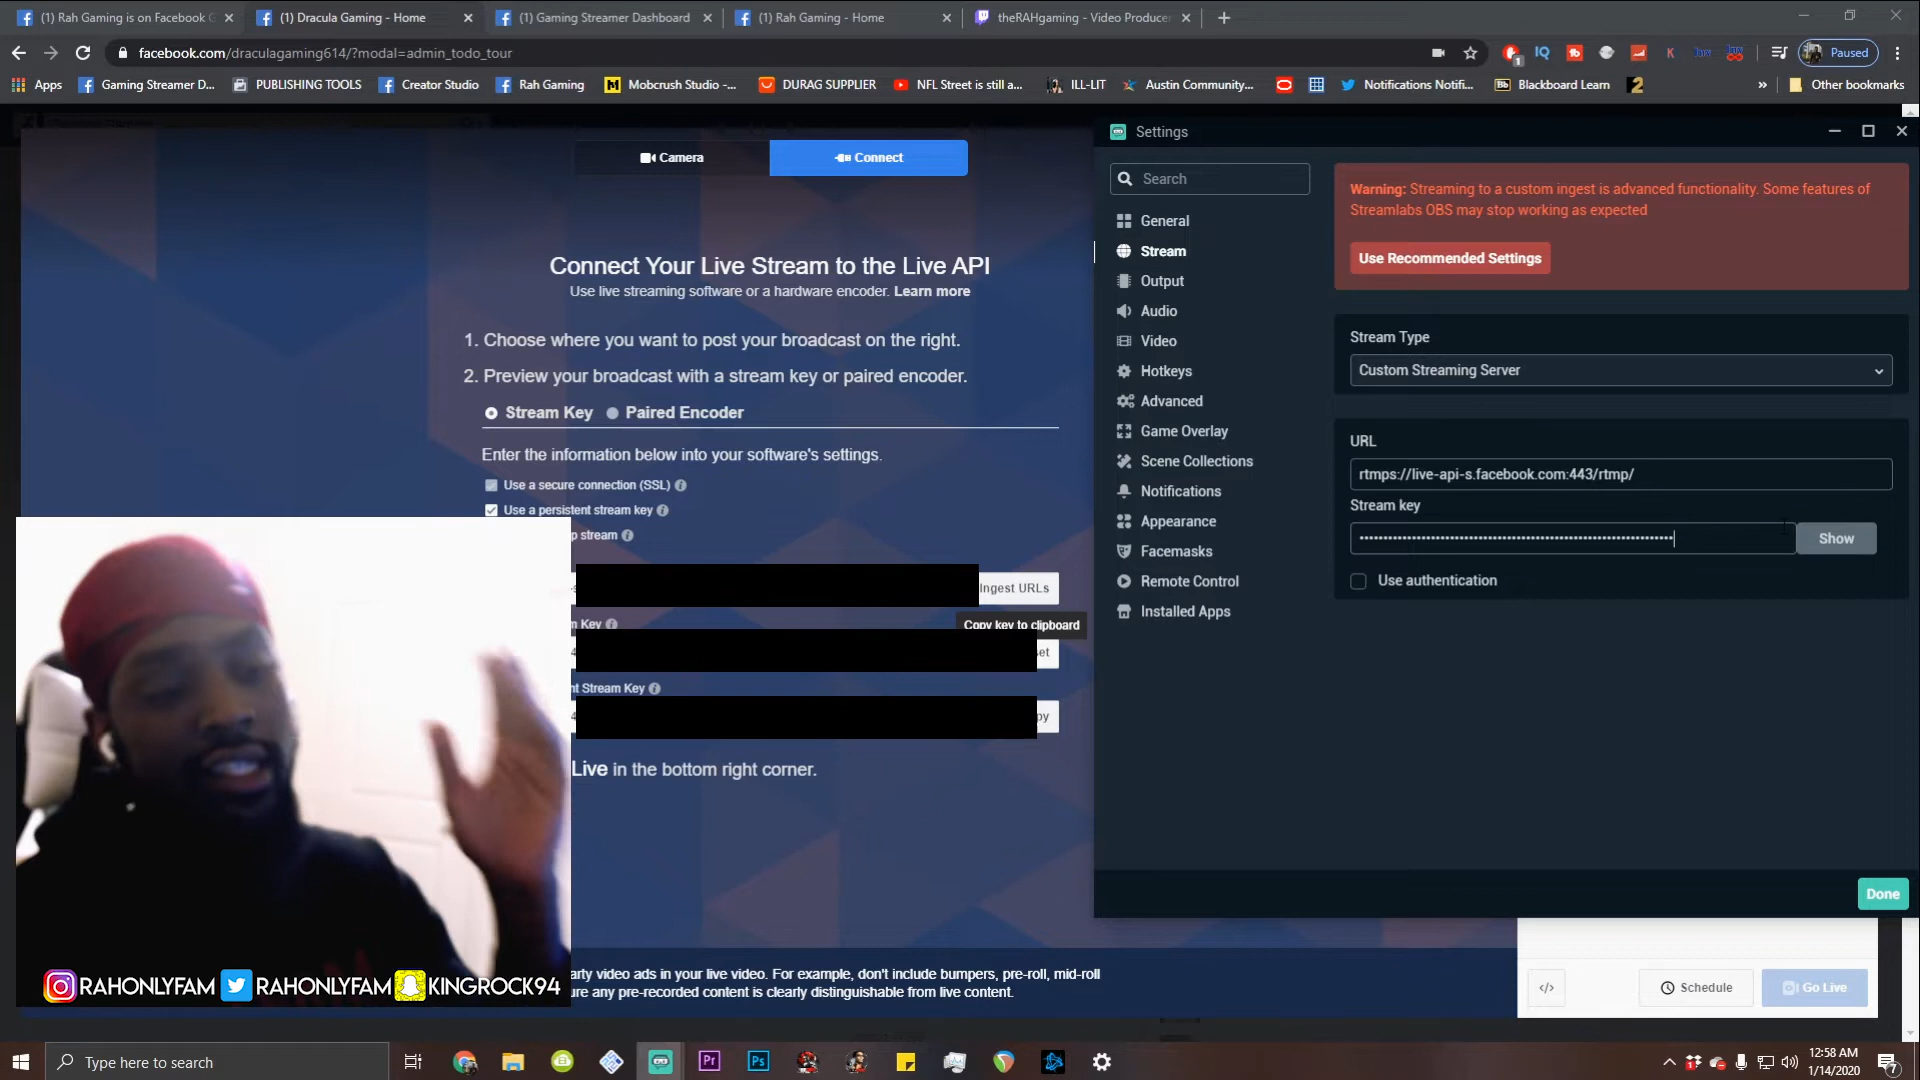 (1) Rah Gaming is on Facebook G
(1) Dracula Gaming - Home
(1) Gaming Streamer Dashboard
(1) Rah Gaming - Home
theRAHgaming - Video Producer
facebook.com/draculagaming614/?modal=admin_todo_tour
1
Paused
Apps
Gaming Streamer D...
PUBLISHING TOOLS
Creator Studio
Rah Gaming
Mobcrush Studio -...
DURAG SUPPLIER
NFL Street is still a...
ILL-LIT
Austin Community...
Notifications Notifi...
Bb Blackboard Learn
»
Other bookmarks
Camera
Connect
Connect Your Live Stream to the Live API
Use live streaming software or a hardware encoder. Learn more
1. Choose where you want to post your broadcast on the right.
2. Preview your broadcast with a stream key or paired encoder.
Stream Key
Paired Encoder
Enter the information below into your software's settings.
Use a secure connection (SSL)
Use a persistent stream key
p stream
Ingest URLs
m Key
Copy key to clipboard
set
nt Stream Key
py
Live in the bottom right corner.
arty video ads in your live video. For example, don't include bumpers, pre-roll, mid-roll
ure any pre-recorded content is clearly distinguishable from live content.
Settings
Search
General
Stream
Output
Audio
Video
Hotkeys
Advanced
Game Overlay
Scene Collections
Notifications
Appearance
Facemasks
Remote Control
Installed Apps
Warning: Streaming to a custom ingest is advanced functionality. Some features of
Streamlabs OBS may stop working as expected
Use Recommended Settings
Stream Type
Custom Streaming Server
URL
rtmps://live-api-s.facebook.com:443/rtmp/
Stream key
Show
Use authentication
Done
</>
Schedule
Go Live
RAHONLYFAM
RAHONLYFAM
KINGROCK94
Type here to search
Pr
Ps
12:58 AM
1/14/2020
7